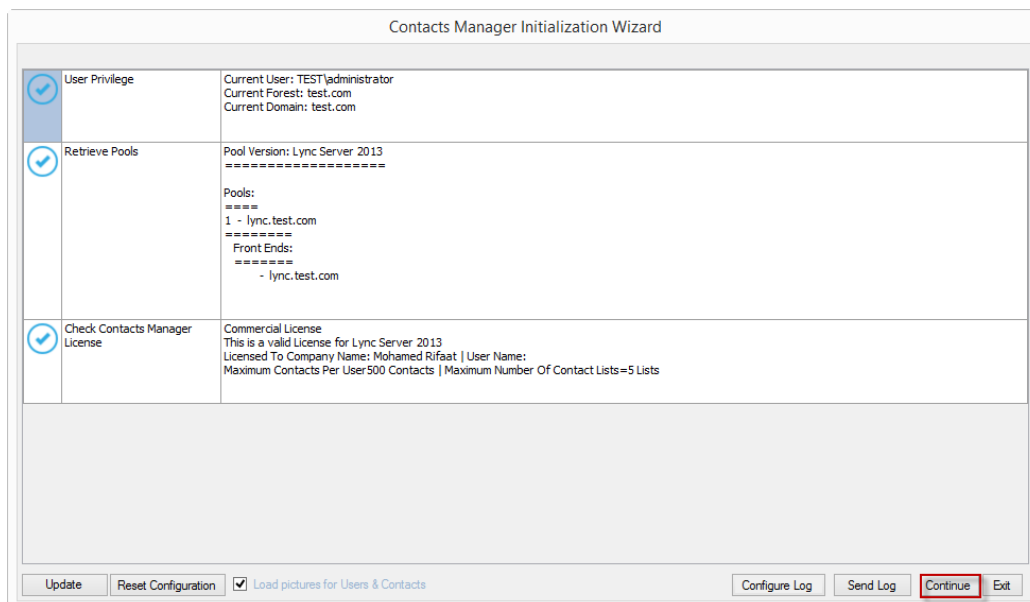 Contacts Manager Initialization Wizard
User Privilege
Current User: TEST\administrator
Current Forest: test.com
Current Domain: test.com
Retrieve Pools
Pool Version: Lync Server 2013
===================
Pools:
====
1 - lync.test.com
========
Front Ends:
=======
- lync.test.com
Check Contacts Manager
License
Commercial License
This is a valid License for Lync Server 2013
Licensed To Company Name: Mohamed Rifaat | User Name:
Maximum Contacts Per User500 Contacts | Maximum Number Of Contact Lists=5 Lists
Update
Reset Configuration
Load pictures for Users & Contacts
Configure Log
Send Log
Continue
Exit